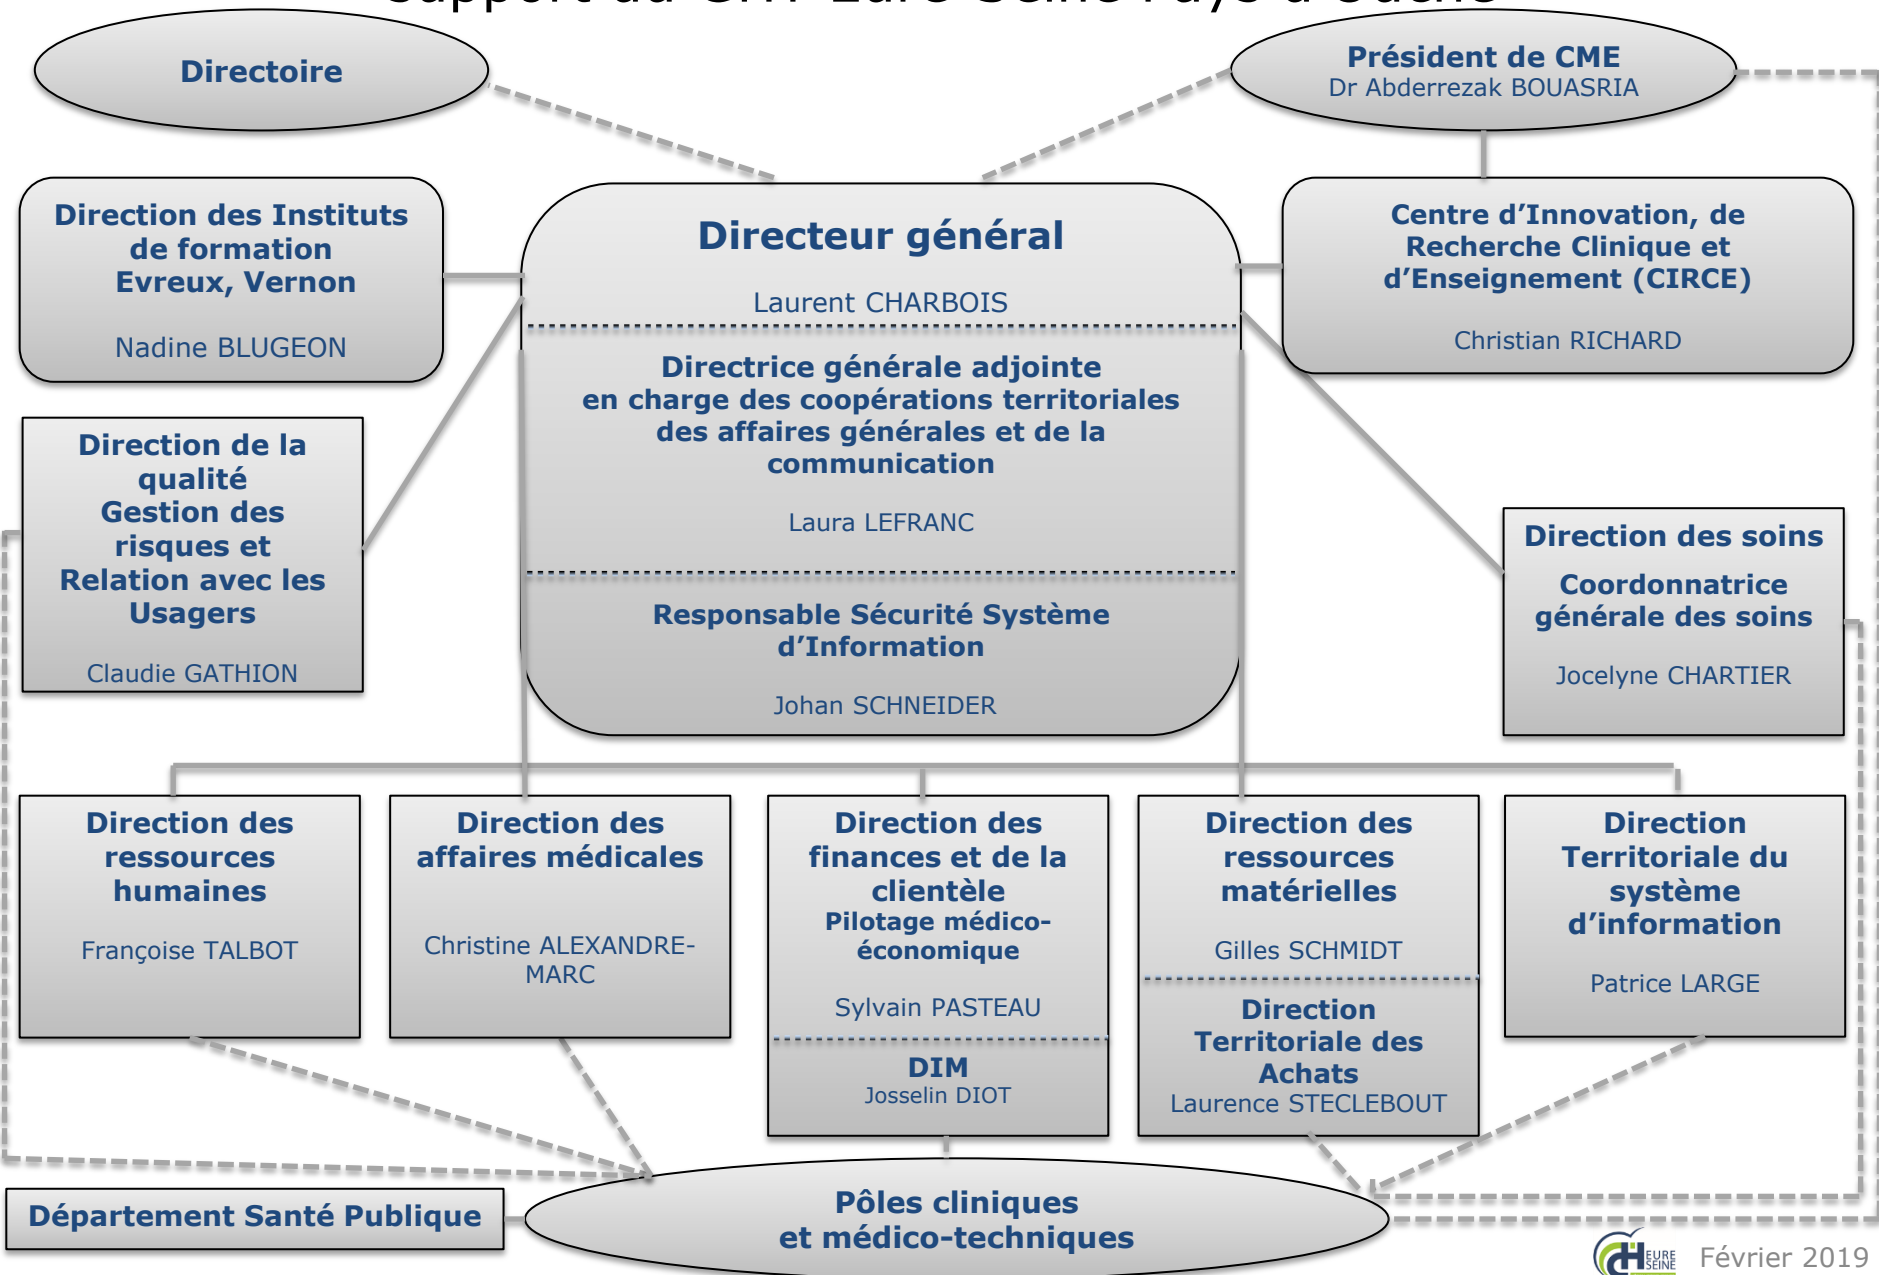 Directoire
Président de CME
Dr Abderrezak BOUASRIA
Direction des Instituts
de formation
Evreux, Vernon
Nadine BLUGEON
Directeur général
Laurent CHARBOIS
Directrice générale adjointe
en charge des coopérations territoriales
des affaires générales et de la
communication
Laura LEFRANC
Responsable Sécurité Système
d’Information
Johan SCHNEIDER
Centre d’Innovation, de
Recherche Clinique et
d’Enseignement (CIRCE)
Christian RICHARD
Direction de la
qualité
Gestion des
risques et
Relation avec les
Usagers
Claudie GATHION
Direction des soins
Coordonnatrice
générale des soins
Jocelyne CHARTIER
Direction des
ressources
humaines
Françoise TALBOT
Direction des
affaires médicales
Christine ALEXANDRE-
MARC
Direction des
finances et de la
clientèle
Pilotage médico-
économique
Sylvain PASTEAU
DIM
Josselin DIOT
Direction des
ressources
matérielles
Gilles SCHMIDT
Direction
Territoriale des
Achats
Laurence STECLEBOUT
Direction
Territoriale du
système
d’information
Patrice LARGE
Département Santé Publique
Pôles cliniques
et médico-techniques
CH EURE
SEINE
Février 2019